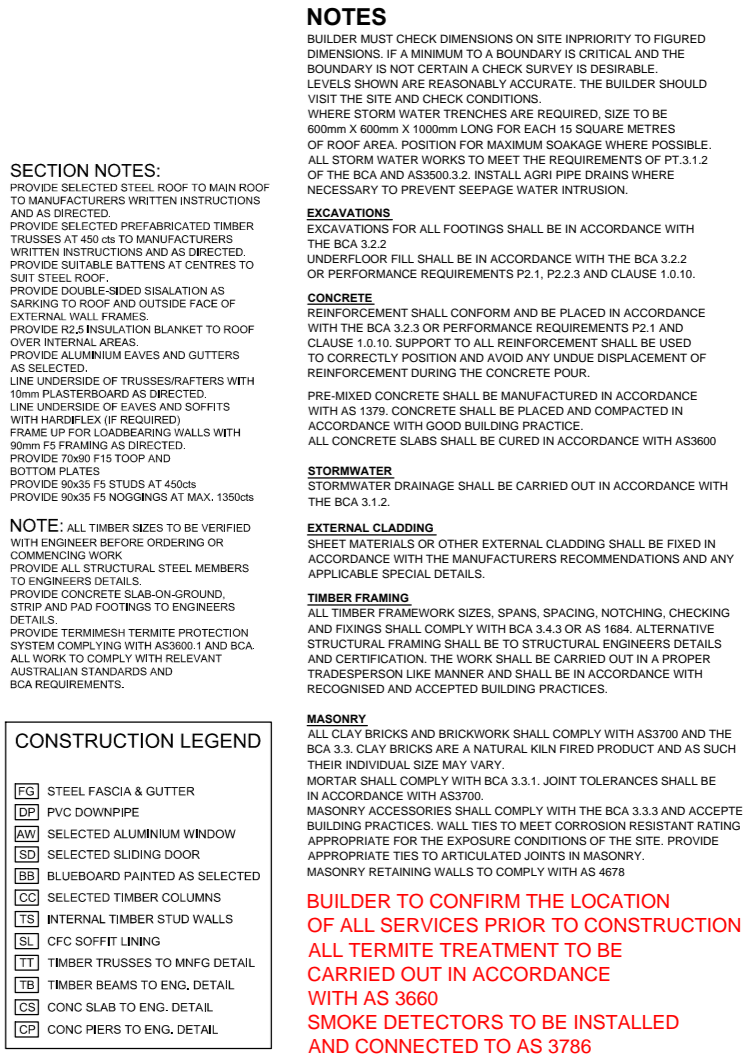 SECTION NOTES:
PROVIDE SELECTED STEEL ROOF TO MAIN ROOF
TO MANUFACTURERS WRITTEN INSTRUCTIONS
AND AS DIRECTED.
PROVIDE SELECTED PREFABRICATED TIMBER
TRUSSES AT 450 cts TO MANUFACTURERS
WRITTEN INSTRUCTIONS AND AS DIRECTED.
PROVIDE SUITABLE BATTENS AT CENTRES TO
SUIT STEEL ROOF.
PROVIDE DOUBLE-SIDED SISALATION AS
SARKING TO ROOF AND OUTSIDE FACE OF
EXTERNAL WALL FRAMES.
PROVIDE R2.5 INSULATION BLANKET TO ROOF
OVER INTERNAL AREAS.
PROVIDE ALUMINIUM EAVES AND GUTTERS
AS SELECTED.
LINE UNDERSIDE OF TRUSSES/RAFTERS WITH
10mm PLASTERBOARD AS DIRECTED.
LINE UNDERSIDE OF EAVES AND SOFFITS
WITH HARDIFLEX (IF REQUIRED)
FRAME UP FOR LOADBEARING WALLS WITH
90mm F5 FRAMING AS DIRECTED.
PROVIDE 70x90 F15 TOOP AND
BOTTOM PLATES
PROVIDE 90x35 F5 STUDS AT 450cts
PROVIDE 90x35 F5 NOGGINGS AT MAX. 1350cts
NOTE: ALL TIMBER SIZES TO BE VERIFIED
WITH ENGINEER BEFORE ORDERING OR
COMMENCING WORK
PROVIDE ALL STRUCTURAL STEEL MEMBERS
TO ENGINEERS DETAILS.
PROVIDE CONCRETE SLAB-ON-GROUND,
STRIP AND PAD FOOTINGS TO ENGINEERS
DETAILS.
PROVIDE TERMIMESH TERMITE PROTECTION
SYSTEM COMPLYING WITH AS3600.1 AND BCA.
ALL WORK TO COMPLY WITH RELEVANT
AUSTRALIAN STANDARDS AND
BCA REQUIREMENTS.
CONSTRUCTION LEGEND
FG STEEL FASCIA & GUTTER
DP PVC DOWNPIPE
AW SELECTED ALUMINIUM WINDOW
SD SELECTED SLIDING DOOR
BB BLUEBOARD PAINTED AS SELECTED
CC SELECTED TIMBER COLUMNS
TS INTERNAL TIMBER STUD WALLS
SL CFC SOFFIT LINING
TT TIMBER TRUSSES TO MNFG DETAIL
TB TIMBER BEAMS TO ENG. DETAIL
CS CONC SLAB TO ENG. DETAIL
CP CONC PIERS TO ENG. DETAIL
NOTES
BUILDER MUST CHECK DIMENSIONS ON SITE INPRIORITY TO FIGURED
DIMENSIONS. IF A MINIMUM TO A BOUNDARY IS CRITICAL AND THE
BOUNDARY IS NOT CERTAIN A CHECK SURVEY IS DESIRABLE.
LEVELS SHOWN ARE REASONABLY ACCURATE. THE BUILDER SHOULD
VISIT THE SITE AND CHECK CONDITIONS.
WHERE STORM WATER TRENCHES ARE REQUIRED, SIZE TO BE
600mm X 600mm X 1000mm LONG FOR EACH 15 SQUARE METRES
OF ROOF AREA. POSITION FOR MAXIMUM SOAKAGE WHERE POSSIBLE.
ALL STORM WATER WORKS TO MEET THE REQUIREMENTS OF PT.3.1.2
OF THE BCA AND AS3500.3.2. INSTALL AGRI PIPE DRAINS WHERE
NECESSARY TO PREVENT SEEPAGE WATER INTRUSION.
EXCAVATIONS
EXCAVATIONS FOR ALL FOOTINGS SHALL BE IN ACCORDANCE WITH
THE BCA 3.2.2
UNDERFLOOR FILL SHALL BE IN ACCORDANCE WITH THE BCA 3.2.2
OR PERFORMANCE REQUIREMENTS P2.1, P2.2.3 AND CLAUSE 1.0.10.
CONCRETE
REINFORCEMENT SHALL CONFORM AND BE PLACED IN ACCORDANCE
WITH THE BCA 3.2.3 OR PERFORMANCE REQUIREMENTS P2.1 AND
CLAUSE 1.0.10. SUPPORT TO ALL REINFORCEMENT SHALL BE USED
TO CORRECTLY POSITION AND AVOID ANY UNDUE DISPLACEMENT OF
REINFORCEMENT DURING THE CONCRETE POUR.
PRE-MIXED CONCRETE SHALL BE MANUFACTURED IN ACCORDANCE
WITH AS 1379. CONCRETE SHALL BE PLACED AND COMPACTED IN
ACCORDANCE WITH GOOD BUILDING PRACTICE.
ALL CONCRETE SLABS SHALL BE CURED IN ACCORDANCE WITH AS3600
STORMWATER
STORMWATER DRAINAGE SHALL BE CARRIED OUT IN ACCORDANCE WITH
THE BCA 3.1.2.
EXTERNAL CLADDING
SHEET MATERIALS OR OTHER EXTERNAL CLADDING SHALL BE FIXED IN
ACCORDANCE WITH THE MANUFACTURERS RECOMMENDATIONS AND ANY
APPLICABLE SPECIAL DETAILS.
TIMBER FRAMING
ALL TIMBER FRAMEWORK SIZES, SPANS, SPACING, NOTCHING, CHECKING
AND FIXINGS SHALL COMPLY WITH BCA 3.4.3 OR AS 1684. ALTERNATIVE
STRUCTURAL FRAMING SHALL BE TO STRUCTURAL ENGINEERS DETAILS
AND CERTIFICATION. THE WORK SHALL BE CARRIED OUT IN A PROPER
TRADESPERSON LIKE MANNER AND SHALL BE IN ACCORDANCE WITH
RECOGNISED AND ACCEPTED BUILDING PRACTICES.
MASONRY
ALL CLAY BRICKS AND BRICKWORK SHALL COMPLY WITH AS3700 AND THE
BCA 3.3. CLAY BRICKS ARE A NATURAL KILN FIRED PRODUCT AND AS SUCH
THEIR INDIVIDUAL SIZE MAY VARY.
MORTAR SHALL COMPLY WITH BCA 3.3.1. JOINT TOLERANCES SHALL BE
IN ACCORDANCE WITH AS3700.
MASONRY ACCESSORIES SHALL COMPLY WITH THE BCA 3.3.3 AND ACCEPTE
BUILDING PRACTICES. WALL TIES TO MEET CORROSION RESISTANT RATING
APPROPRIATE FOR THE EXPOSURE CONDITIONS OF THE SITE. PROVIDE
APPROPRIATE TIES TO ARTICULATED JOINTS IN MASONRY.
MASONRY RETAINING WALLS TO COMPLY WITH AS 4678
BUILDER TO CONFIRM THE LOCATION
OF ALL SERVICES PRIOR TO CONSTRUCTION
ALL TERMITE TREATMENT TO BE
CARRIED OUT IN ACCORDANCE
WITH AS 3660
SMOKE DETECTORS TO BE INSTALLED
AND CONNECTED TO AS 3786